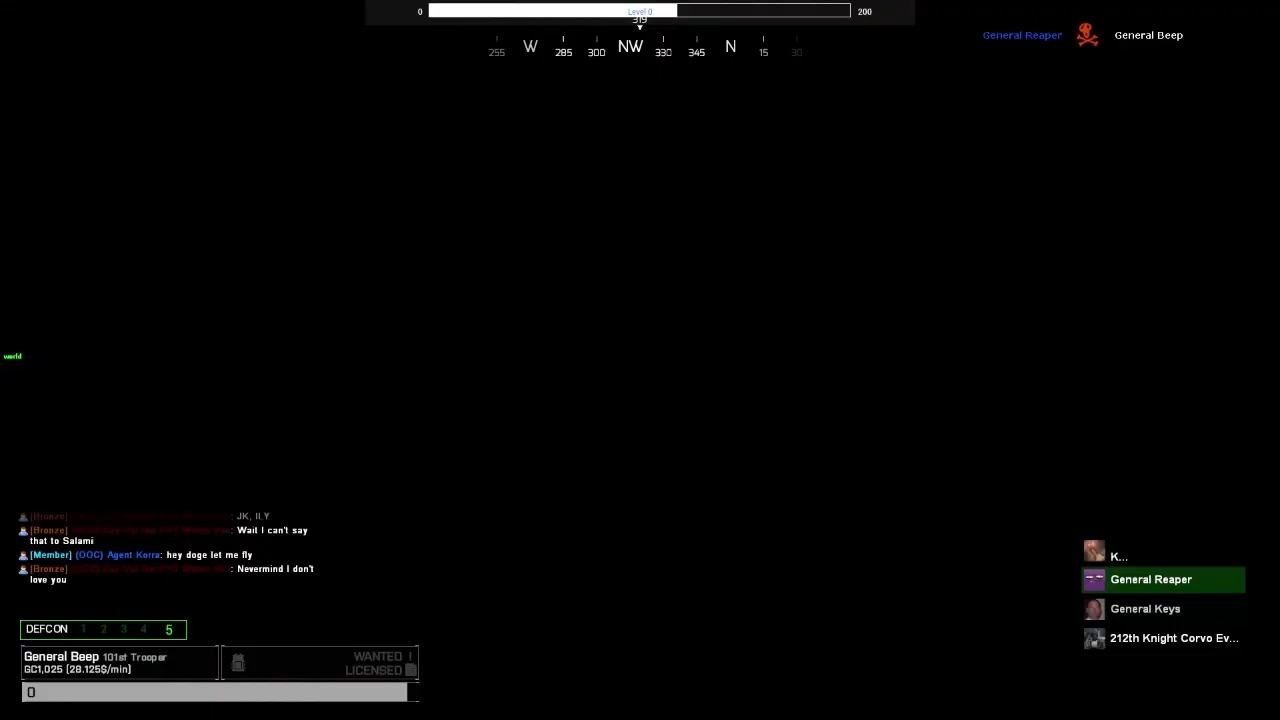 0 Level 0 200
319
255 W 285 300 NW 330 345 N 15 30
General Reaper General Beep
world
[Bronze] : JK, ILY
[Bronze] : Wait I can't say
that to Salami
[Member] (OOC) Agent Korra: hey doge let me fly
[Bronze] : Nevermind I don't
love you
K...
General Reaper
General Keys
212th Knight Corvo Ev...
DEFCON 1 2 3 4 5
General Beep 101st Trooper
GC1,025 [28.125$/min]
WANTED !
LICENSED
0